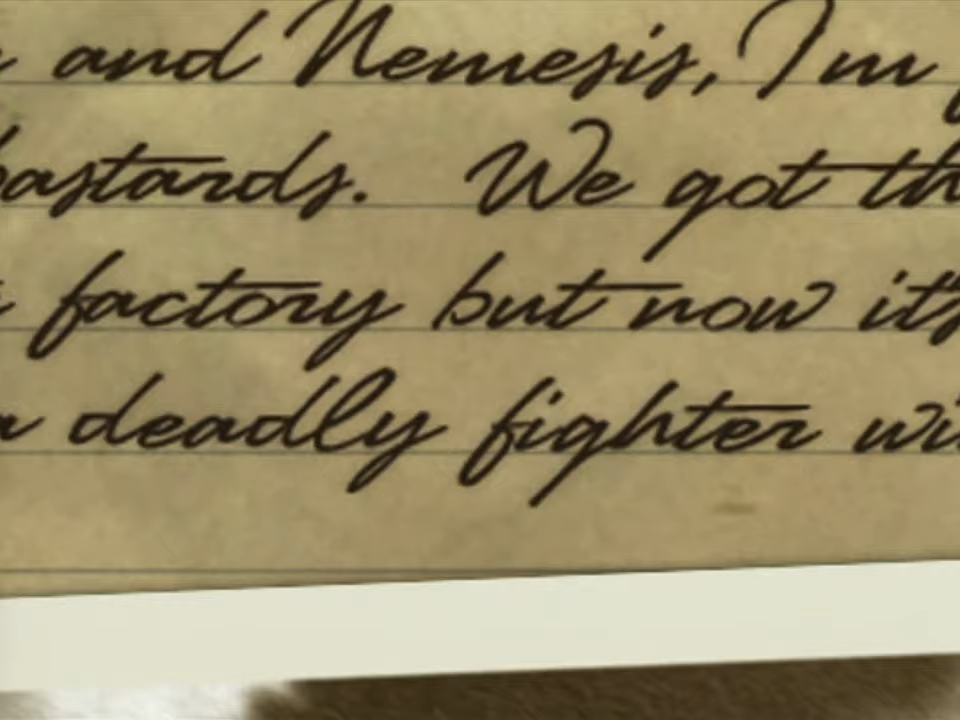 and Nemesis, I'm
bastards. We got th
factory but now it's
a deadly fighter wi